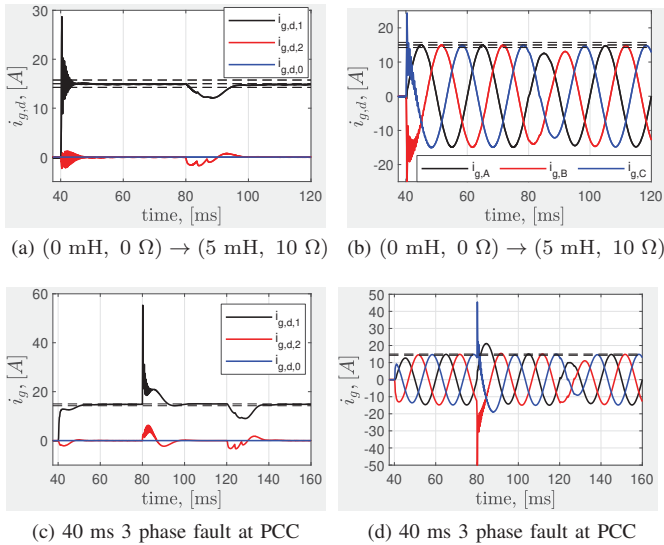 30
20
10
0
i_{g,d}, [A]
40 60 80 100 120
time, [ms]
i_{g,d,1}
i_{g,d,2}
i_{g,d,0}
(a) (0 mH, 0 Ω) → (5 mH, 10 Ω)
20
10
0
-10
-20
i_{g,d}, [A]
40 60 80 100 120
time, [ms]
i_{g,A} i_{g,B} i_{g,C}
(b) (0 mH, 0 Ω) → (5 mH, 10 Ω)
60
40
20
0
i_g, [A]
40 60 80 100 120 140 160
time, [ms]
i_{g,d,1}
i_{g,d,2}
i_{g,d,0}
(c) 40 ms 3 phase fault at PCC
50
40
30
20
10
0
-10
-20
-30
-40
-50
i_g, [A]
40 60 80 100 120 140 160
time, [ms]
(d) 40 ms 3 phase fault at PCC